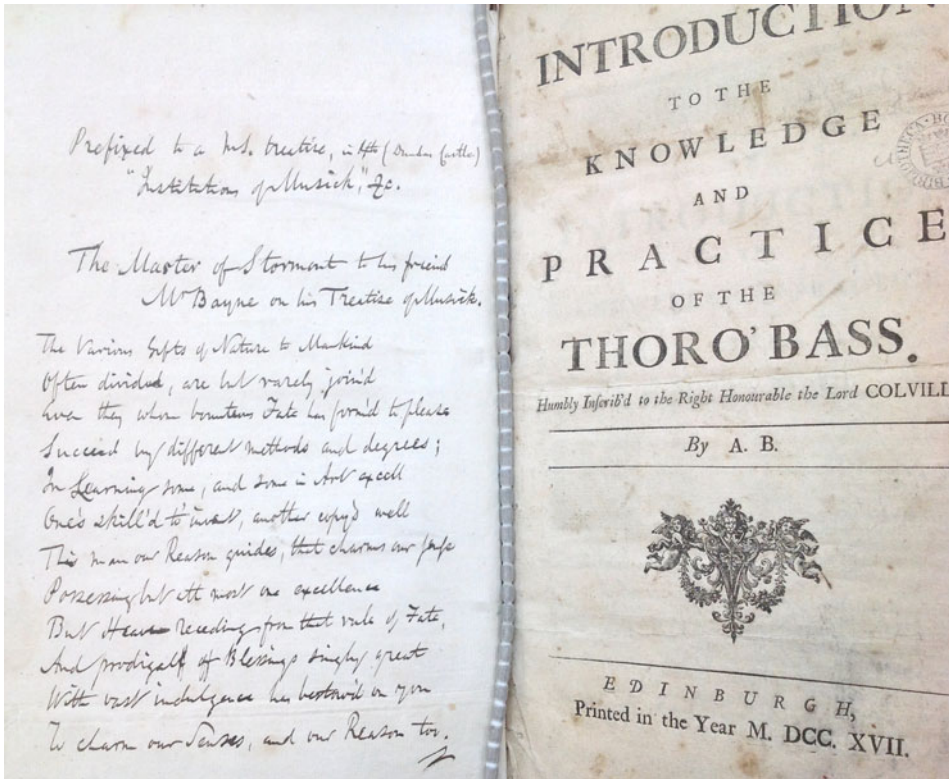 Prefixed to a MS. treatise, in 4to (Dundas Castle)
"Institutions of Musick," &c.
The Master of Stormont to his friend
Mr Bayne on his Treatise of Musick.
The Various Gifts of Nature to Mankind
Often divided, are but rarely join'd
Even they whom bounteous Fate has form'd to please
Succeed by different methods and degrees;
In Learning some, and some in Art excell
One's skill'd to invent, another copy's well
This man our Reason guides, that charms our
Possessing but att most one excellence
But Heaven receding from that rule of Fate,
And prodigall of Blessings singly great
With vast indulgence has bestow'd on you
To charm our Senses, and our Reason too.
INTRODUCTION
TO THE
KNOWLEDGE
AND
PRACTICE
OF THE
THORO' BASS.
Humbly Inscrib'd to the Right Honourable the Lord COLVILL
By A. B.
EDINBURGH,
Printed in the Year M. DCC. XVII.